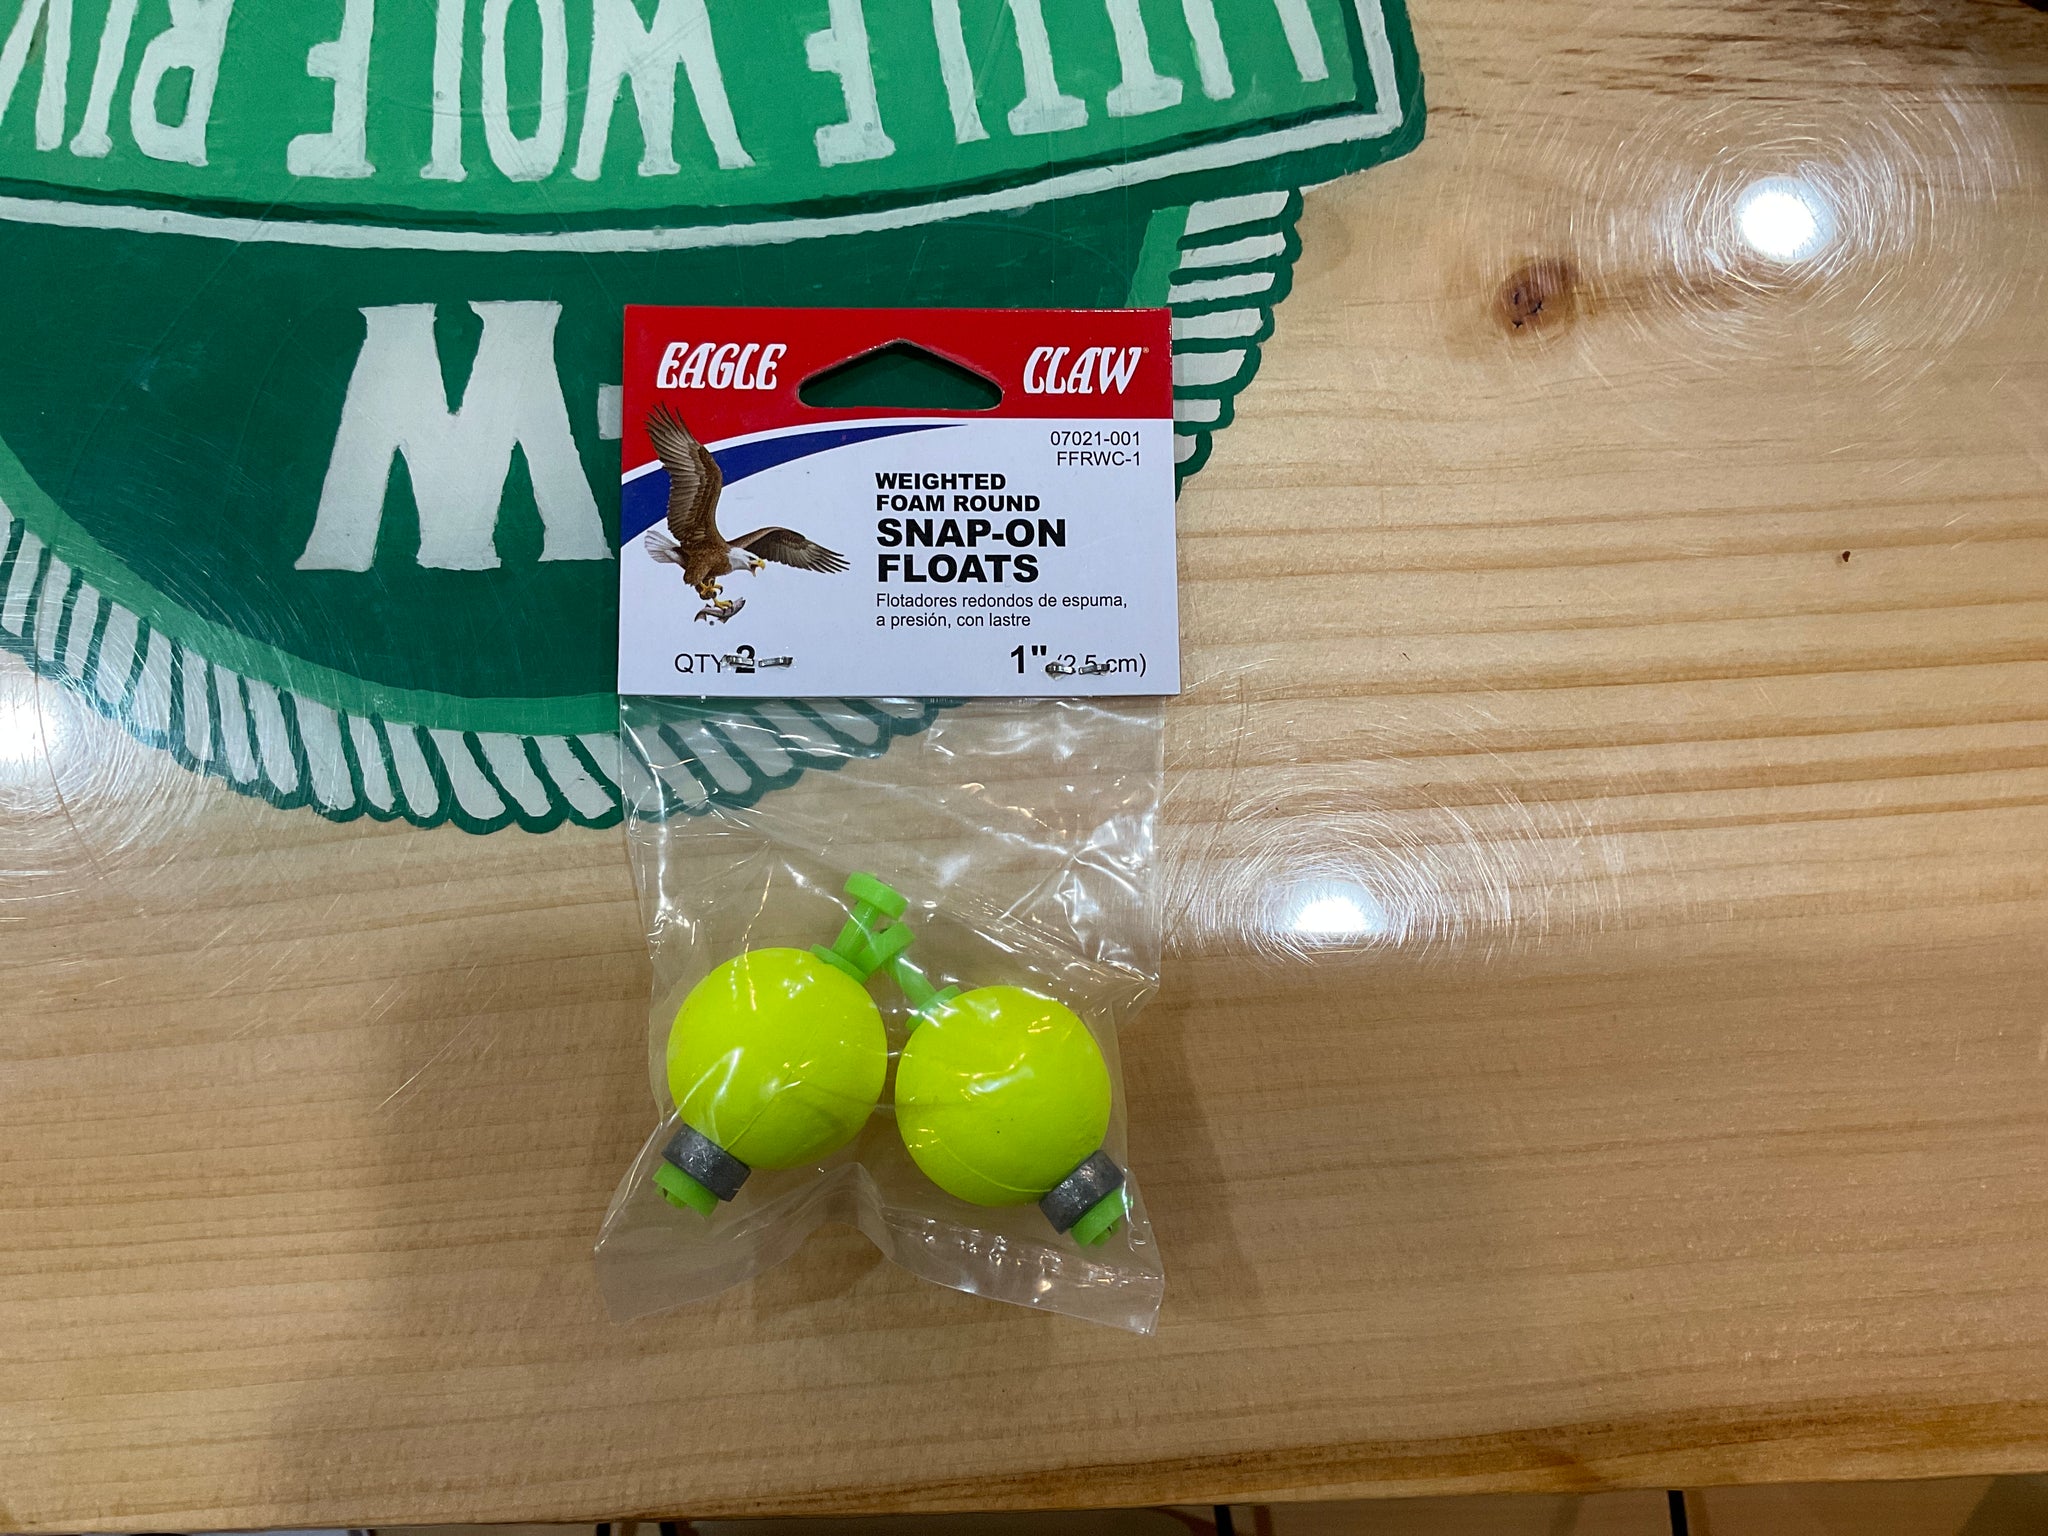 LITTLE WOLF RIV
W
EAGLE CLAW®
07021-001
FFRWC-1
WEIGHTED
FOAM ROUND
SNAP-ON
FLOATS
Flotadores redondos de espuma,
a presión, con lastre
QTY 2
1" (2.5 cm)